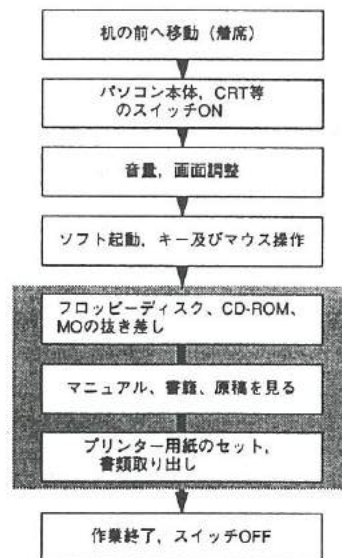 机の前へ移動（着席）
パソコン本体，CRT等
のスイッチON
音量，画面調整
ソフト起動，キー及びマウス操作
フロッピーディスク、CD-ROM、
MOの抜き差し
マニュアル、書籍、原稿を見る
プリンター用紙のセット，
書類取り出し
作業終了，スイッチOFF